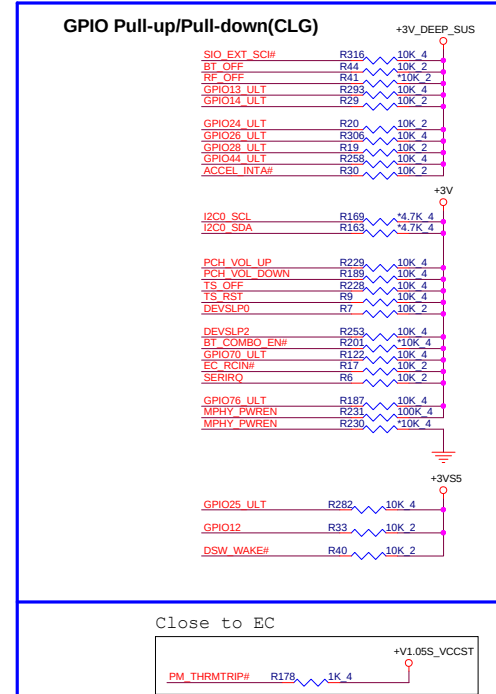 GPIO Pull-up/Pull-down(CLG)
+3V_DEEP_SUS
SIO_EXT_SCI# R316 10K_4
BT_OFF R44 10K_2
RF_OFF R41 *10K_2
GPIO13_ULT R293 10K_4
GPIO14_ULT R29 10K_2
GPIO24_ULT R20 10K_2
GPIO26_ULT R306 10K_4
GPIO28_ULT R19 10K_2
GPIO44_ULT R258 10K_4
ACCEL_INTA# R30 10K_2
+3V
I2C0_SCL R169 *4.7K_4
I2C0_SDA R163 *4.7K_4
PCH_VOL_UP R229 10K_4
PCH_VOL_DOWN R189 10K_4
TS_OFF R228 10K_4
TS_RST R9 10K_4
DEVSLP0 R7 10K_2
DEVSLP2 R253 10K_4
BT_COMBO_EN# R201 *10K_4
GPIO70_ULT R122 10K_4
EC_RCIN# R17 10K_2
SERIRQ R6 10K_2
GPIO76_ULT R187 10K_4
MPHY_PWREN R231 100K_4
MPHY_PWREN R230 *10K_4
+3VS5
GPIO25_ULT R282 10K_4
GPIO12 R33 10K_2
DSW_WAKE# R40 10K_2
Close to EC
+V1.05S_VCCST
PM_THRMTRIP# R178 1K_4